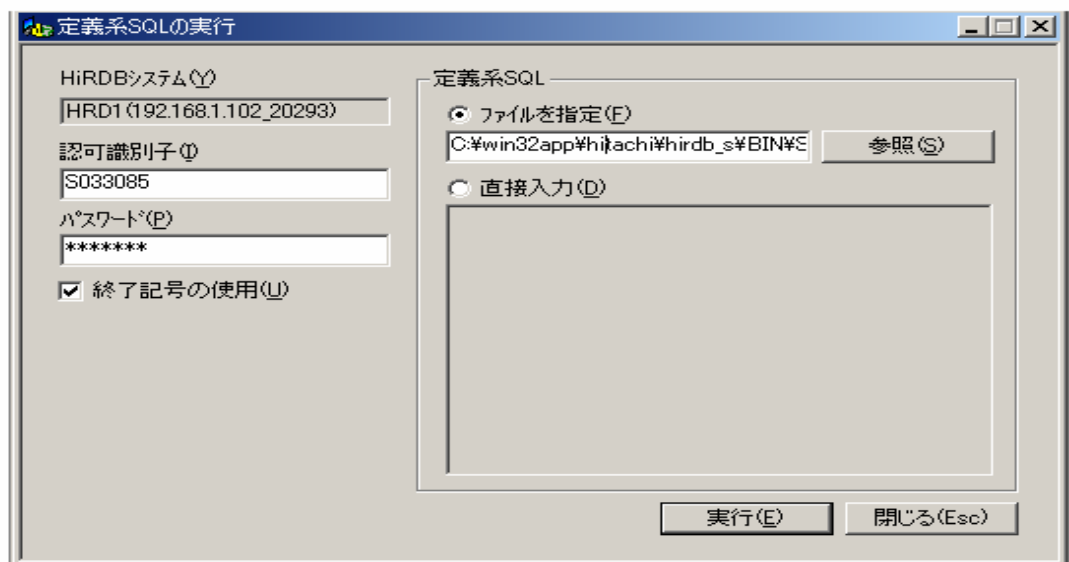 定義系SQLの実行
HiRDBシステム(Y)
HRD1(192.168.1.102_20293)
認可識別子(I)
S033085
パスワード(P)
*******
終了記号の使用(U)
定義系SQL
ファイルを指定(F)
C:¥win32app¥hitachi¥hirdb_s¥BIN¥S
参照(S)
直接入力(D)
実行(E)
閉じる(Esc)